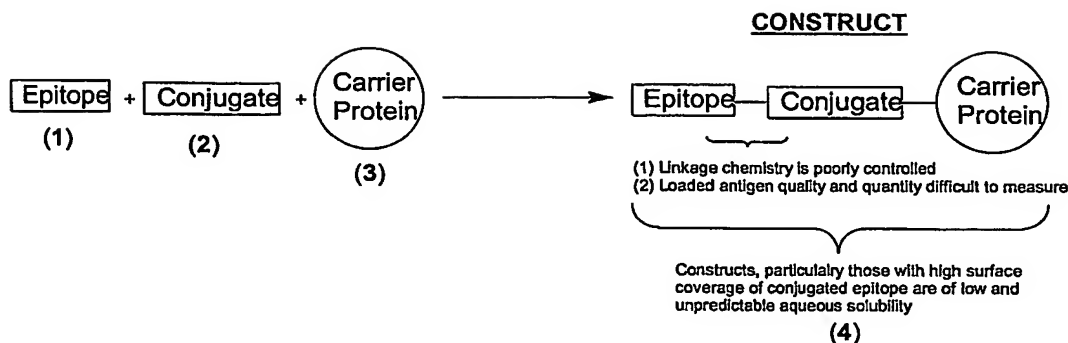 CONSTRUCT
Epitope + Conjugate + Carrier Protein
(1)
(2)
(3)
Epitope
Conjugate
Carrier
Protein
(1) Linkage chemistry is poorly controlled
(2) Loaded antigen quality and quantity difficult to measure
Constructs, particulalry those with high surface
coverage of conjugated epitope are of low and
unpredictable aqueous solubility
(4)